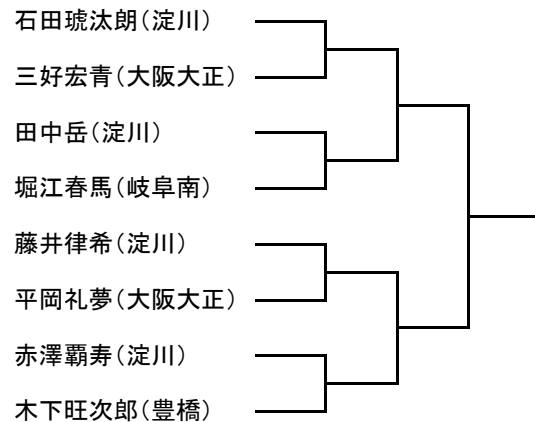 石田琥汰朗（淀川）
三好宏青（大阪大正）
田中岳（淀川）
堀江春馬（岐阜南）
藤井律希（淀川）
平岡礼夢（大阪大正）
赤澤覇寿（淀川）
木下旺次郎（豊橋）